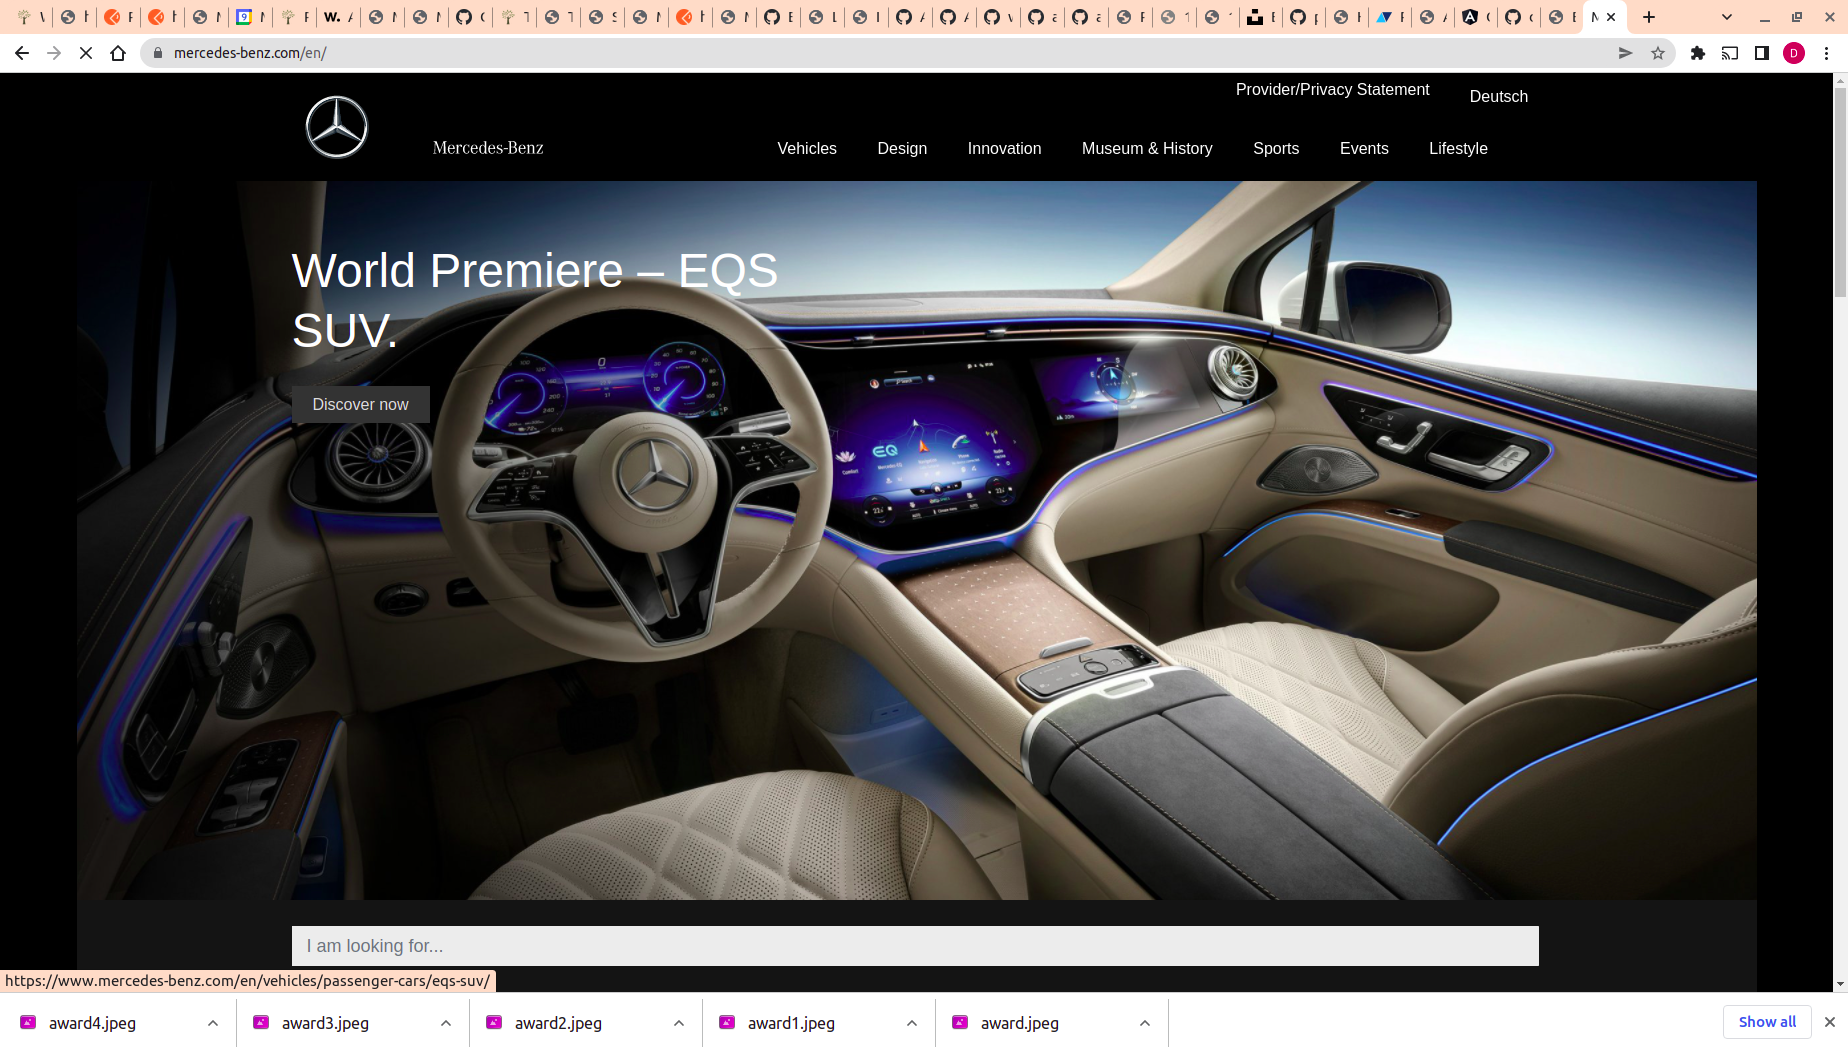 mercedes-benz.com/en/
D
Provider/Privacy Statement
Deutsch
Mercedes-Benz
Vehicles
Design
Innovation
Museum & History
Sports
Events
Lifestyle
World Premiere – EQS
SUV.
Discover now
EQ
I am looking for...
https://www.mercedes-benz.com/en/vehicles/passenger-cars/eqs-suv/
award4.jpeg
award3.jpeg
award2.jpeg
award1.jpeg
award.jpeg
Show all